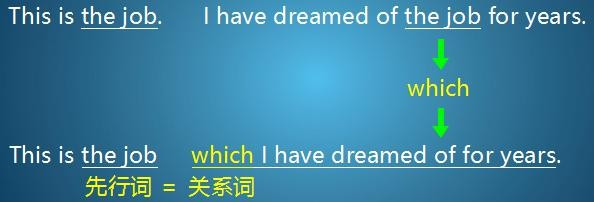 This is the job. I have dreamed of the job for years.
which
This is the job which I have dreamed of for years.
先行词 = 关系词